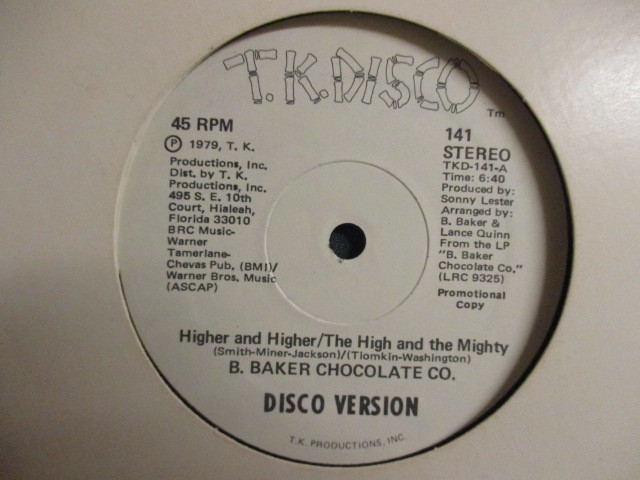 T.K. DISCO
Tm
45 RPM
Ⓟ 1979, T. K.
Productions, Inc.
Dist. by T. K.
Productions, Inc.
495 S. E. 10th
Court, Hialeah,
Florida 33010
BRC Music-
Warner
Tamerlane-
Chevas Pub. (BMI)/
Warner Bros. Music
(ASCAP)
141
STEREO
TKD-141-A
Time: 6:40
Produced by:
Sonny Lester
Arranged by:
B. Baker &
Lance Quinn
From the LP
"B. Baker
Chocolate Co."
(LRC 9325)
Promotional
Copy
Higher and Higher/The High and the Mighty
(Smith-Miner-Jackson)/(Tiomkin-Washington)
B. BAKER CHOCOLATE CO.
DISCO VERSION
T.K. PRODUCTIONS, INC.